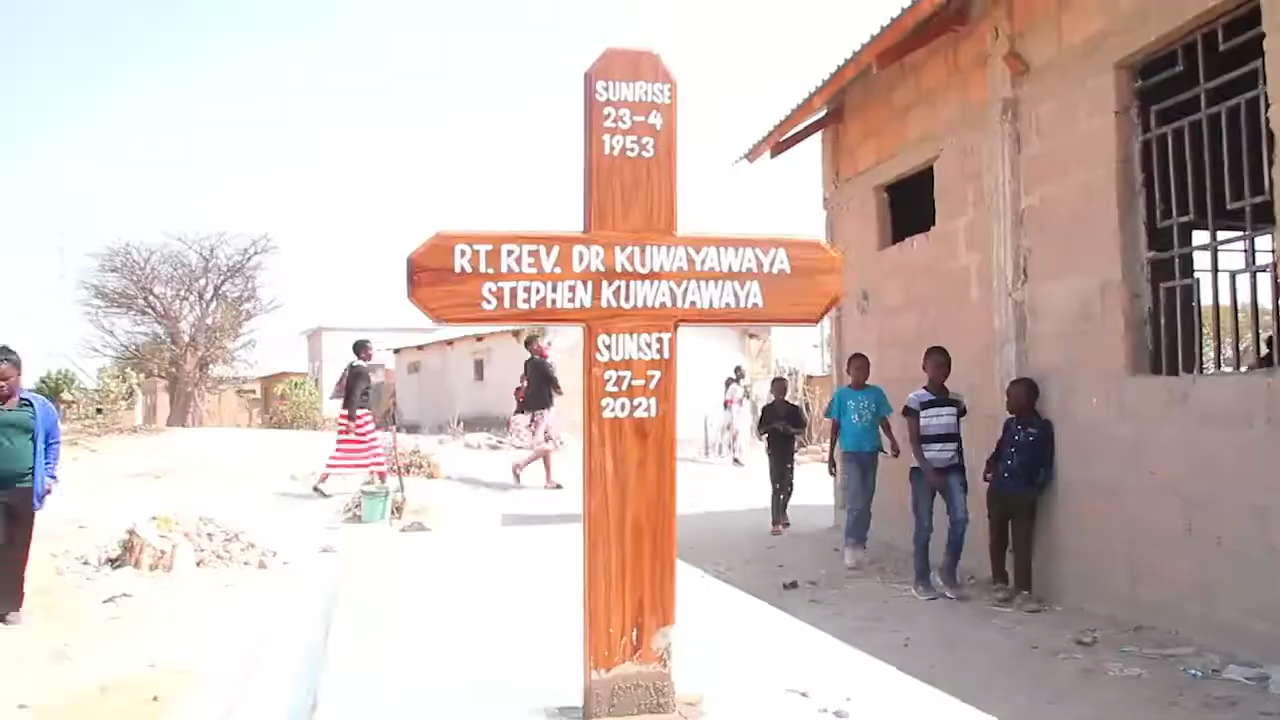 SUNRISE
23-4
1953
RT. REV. DR KUWAYAWAYA
STEPHEN KUWAYAWAYA
SUNSET
27-7
2021